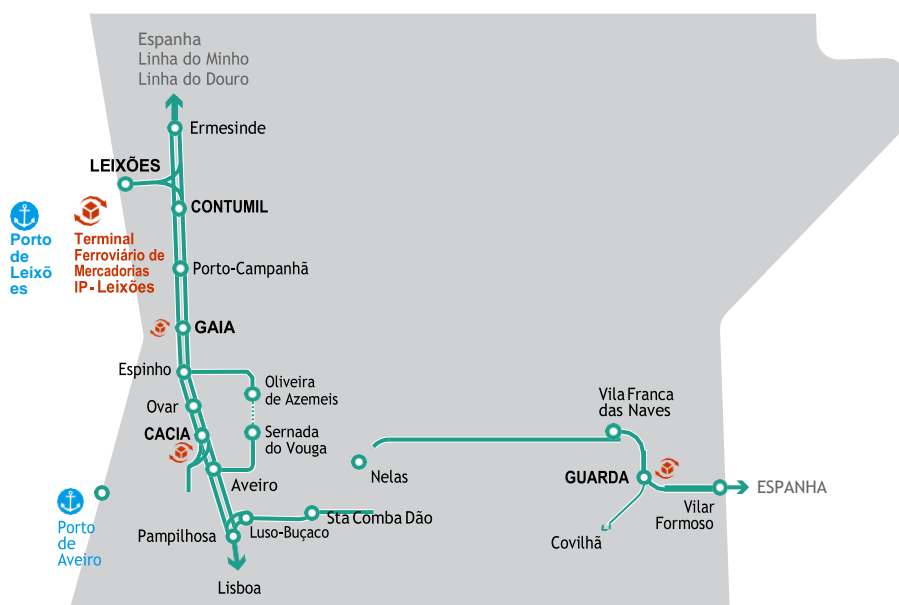 Espanha
Linha do Minho
Linha do Douro
Ermesinde
LEIXÕES
CONTUMIL
Porto
de
Leixõ
es
Terminal
Ferroviário de
Mercadorias
IP-Leixões
Porto-Campanhã
GAIA
Espinho
Oliveira
de Azemeis
Ovar
Vila Franca
das Naves
CACIA
Sernada
do Vouga
Aveiro
Nelas
GUARDA
ESPANHA
Vilar
Formoso
Porto
de
Aveiro
Pampilhosa
Luso-Buçaco
Sta Comba Dão
Covilhã
Lisboa